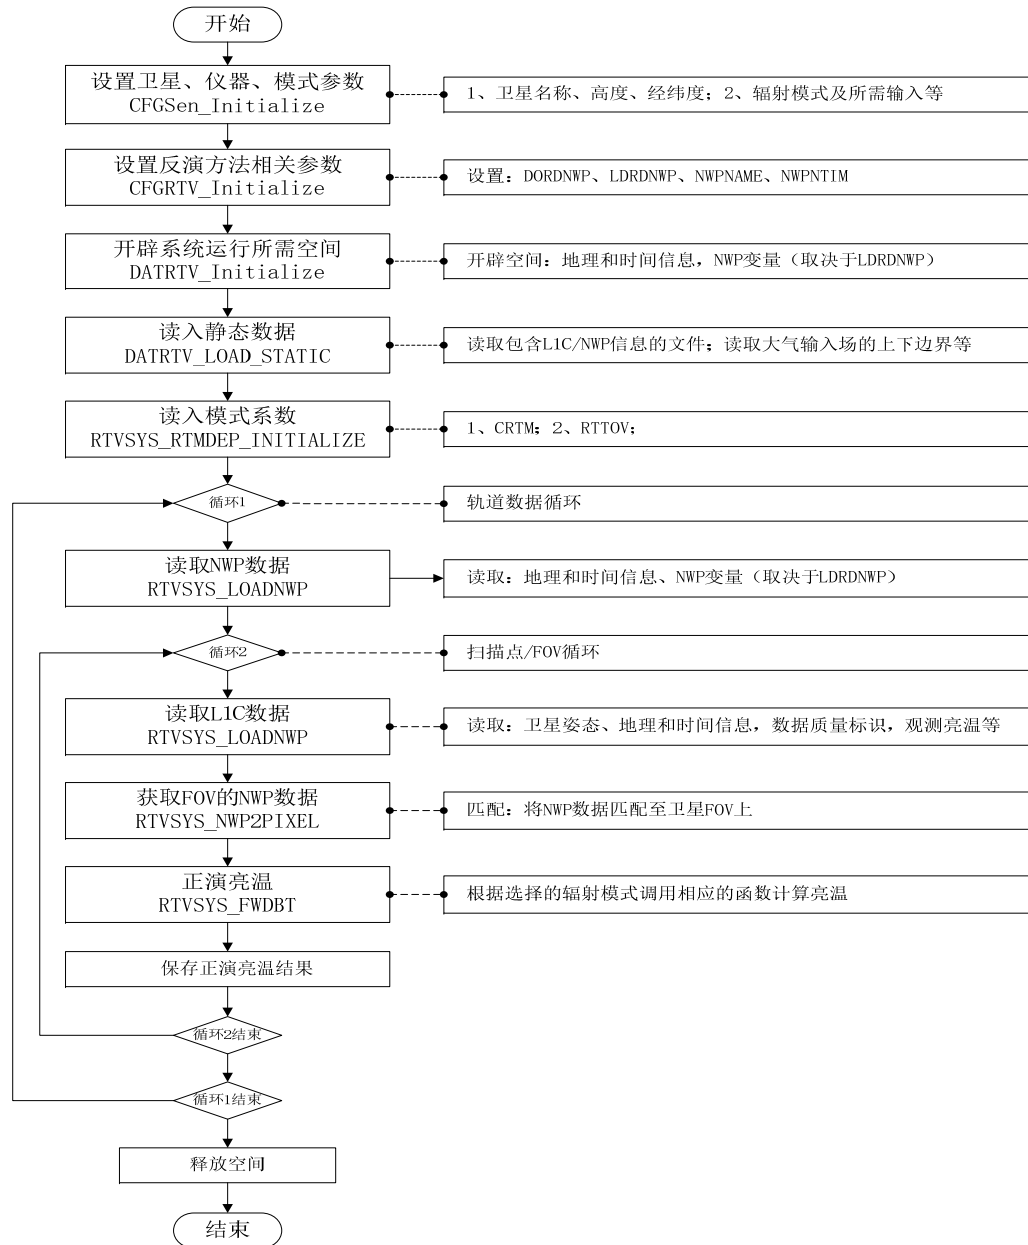 开始
设置卫星、仪器、模式参数
CFGSen_Initialize
1、卫星名称、高度、经纬度；2、辐射模式及所需输入等
设置反演方法相关参数
CFGRTV_Initialize
设置：DORDNWP、LDRDNWP、NWPNAME、NWPNTIM
开辟系统运行所需空间
DATRTV_Initialize
开辟空间：地理和时间信息，NWP变量（取决于LDRDNWP）
读入静态数据
DATRTV_LOAD_STATIC
读取包含L1C/NWP信息的文件；读取大气输入场的上下边界等
读入模式系数
RTVSYS_RTMDEP_INITIALIZE
1、CRTM；2、RTTOV；
循环1
轨道数据循环
读取NWP数据
RTVSYS_LOADNWP
读取：地理和时间信息、NWP变量（取决于LDRDNWP）
循环2
扫描点/FOV循环
读取L1C数据
RTVSYS_LOADNWP
读取：卫星姿态、地理和时间信息，数据质量标识，观测亮温等
获取FOV的NWP数据
RTVSYS_NWP2PIXEL
匹配：将NWP数据匹配至卫星FOV上
正演亮温
RTVSYS_FWDBT
根据选择的辐射模式调用相应的函数计算亮温
保存正演亮温结果
循环2结束
循环1结束
释放空间
结束